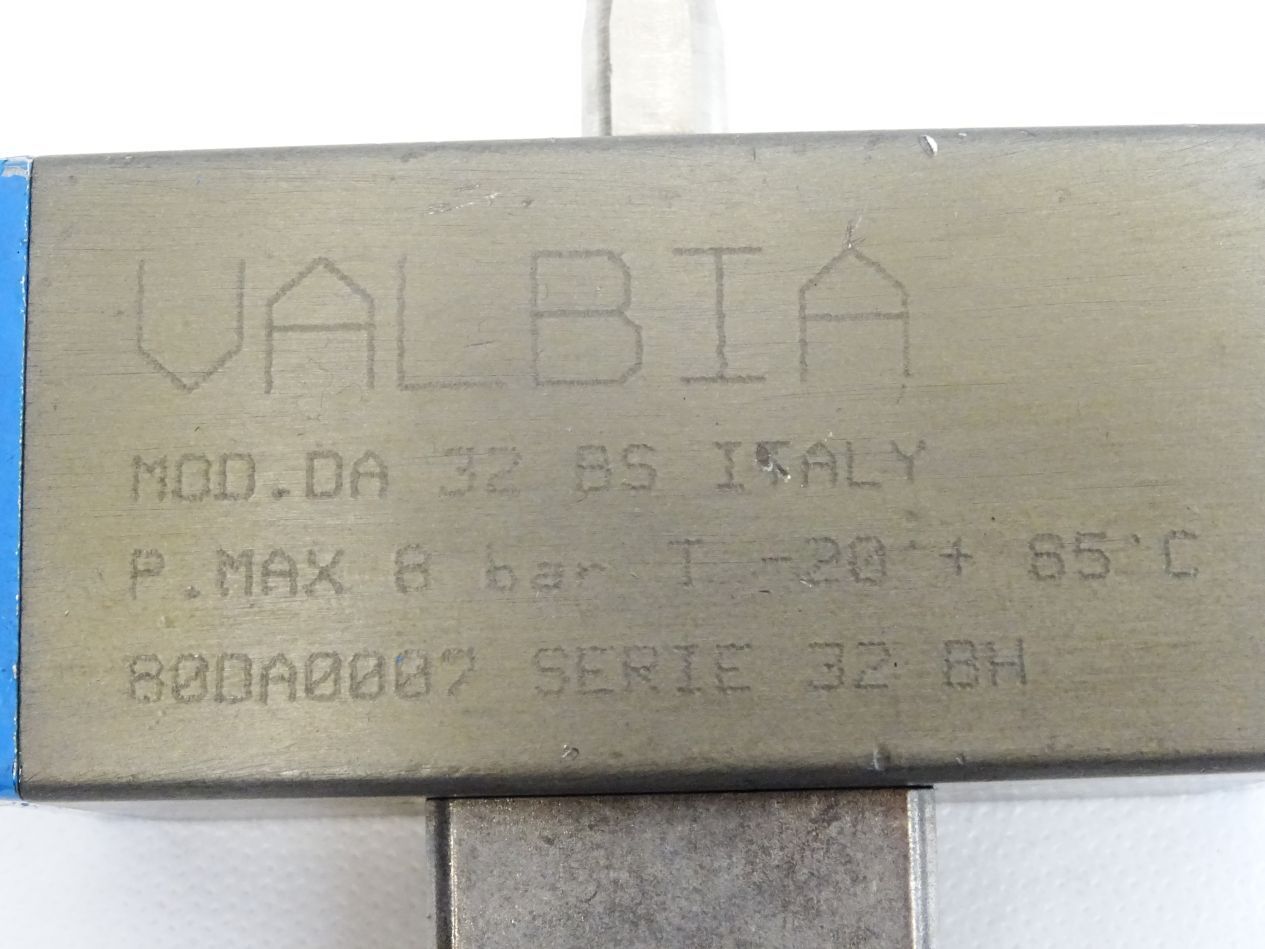 VALBIA
MOD.DA 32 BS ITALY
P.MAX 8 bar T -20°+ 85°C
80DA0007 SERIE 32 BH